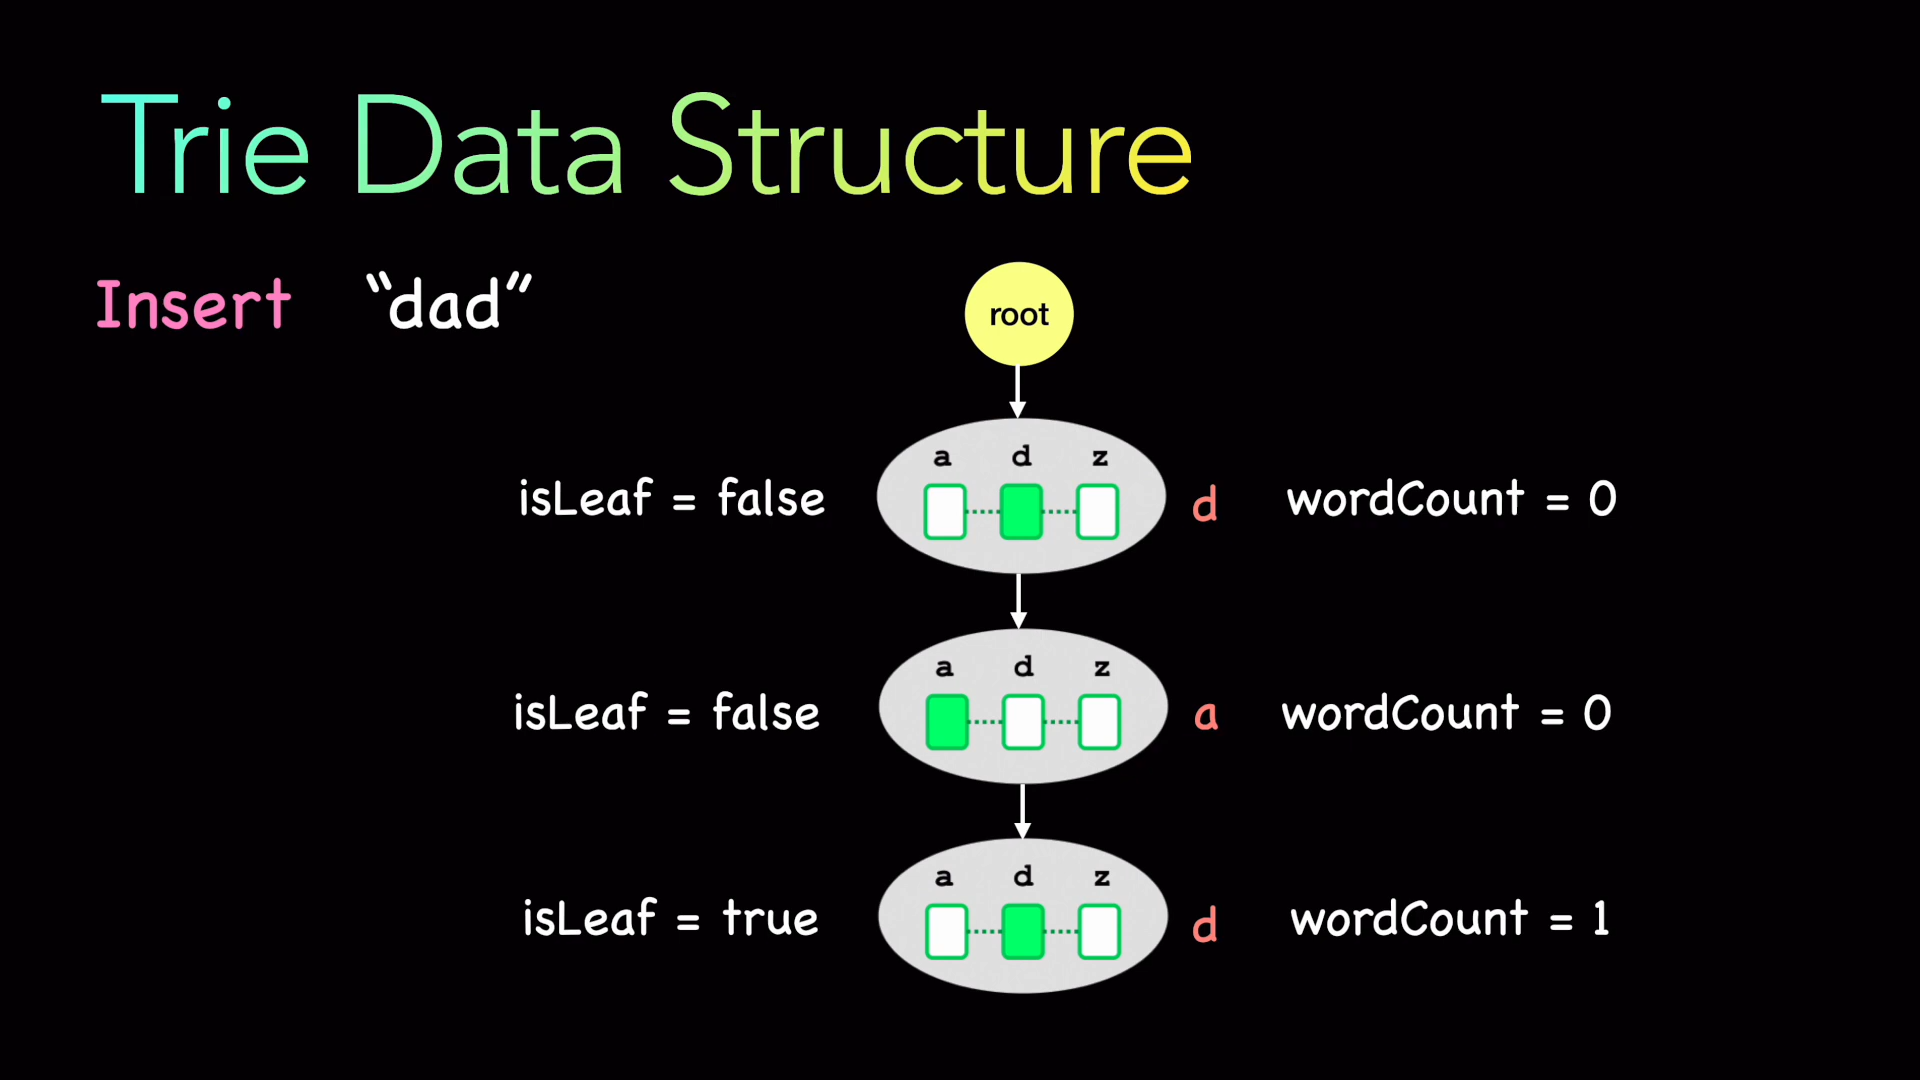 Trie Data Structure
Insert “dad”
root
a d z
isLeaf = false d wordCount = 0
a d z
isLeaf = false a wordCount = 0
a d z
isLeaf = true d wordCount = 1